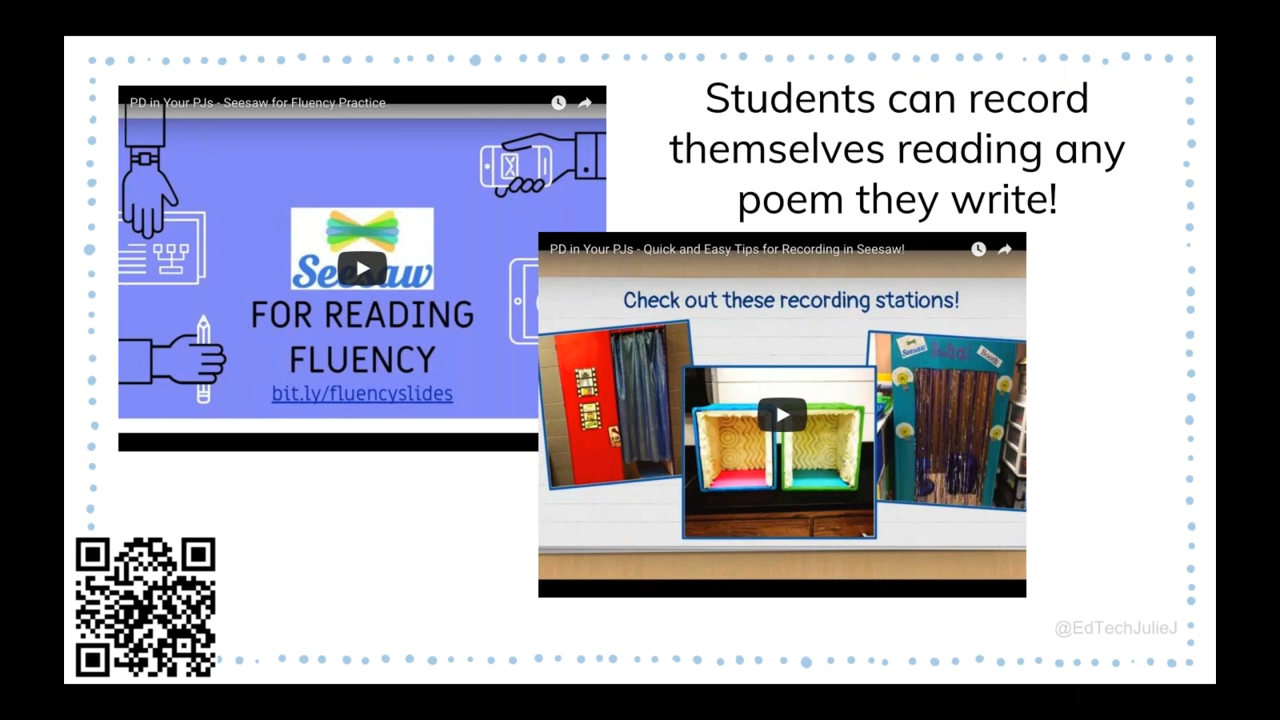 PD in Your PJs - Seesaw for Fluency Practice
Seesaw
FOR READING
FLUENCY
bit.ly/fluencyslides
Students can record
themselves reading any
poem they write!
PD in Your PJs - Quick and Easy Tips for Recording in Seesaw!
Check out these recording stations!
Seesaw
Booth
@EdTechJulieJ